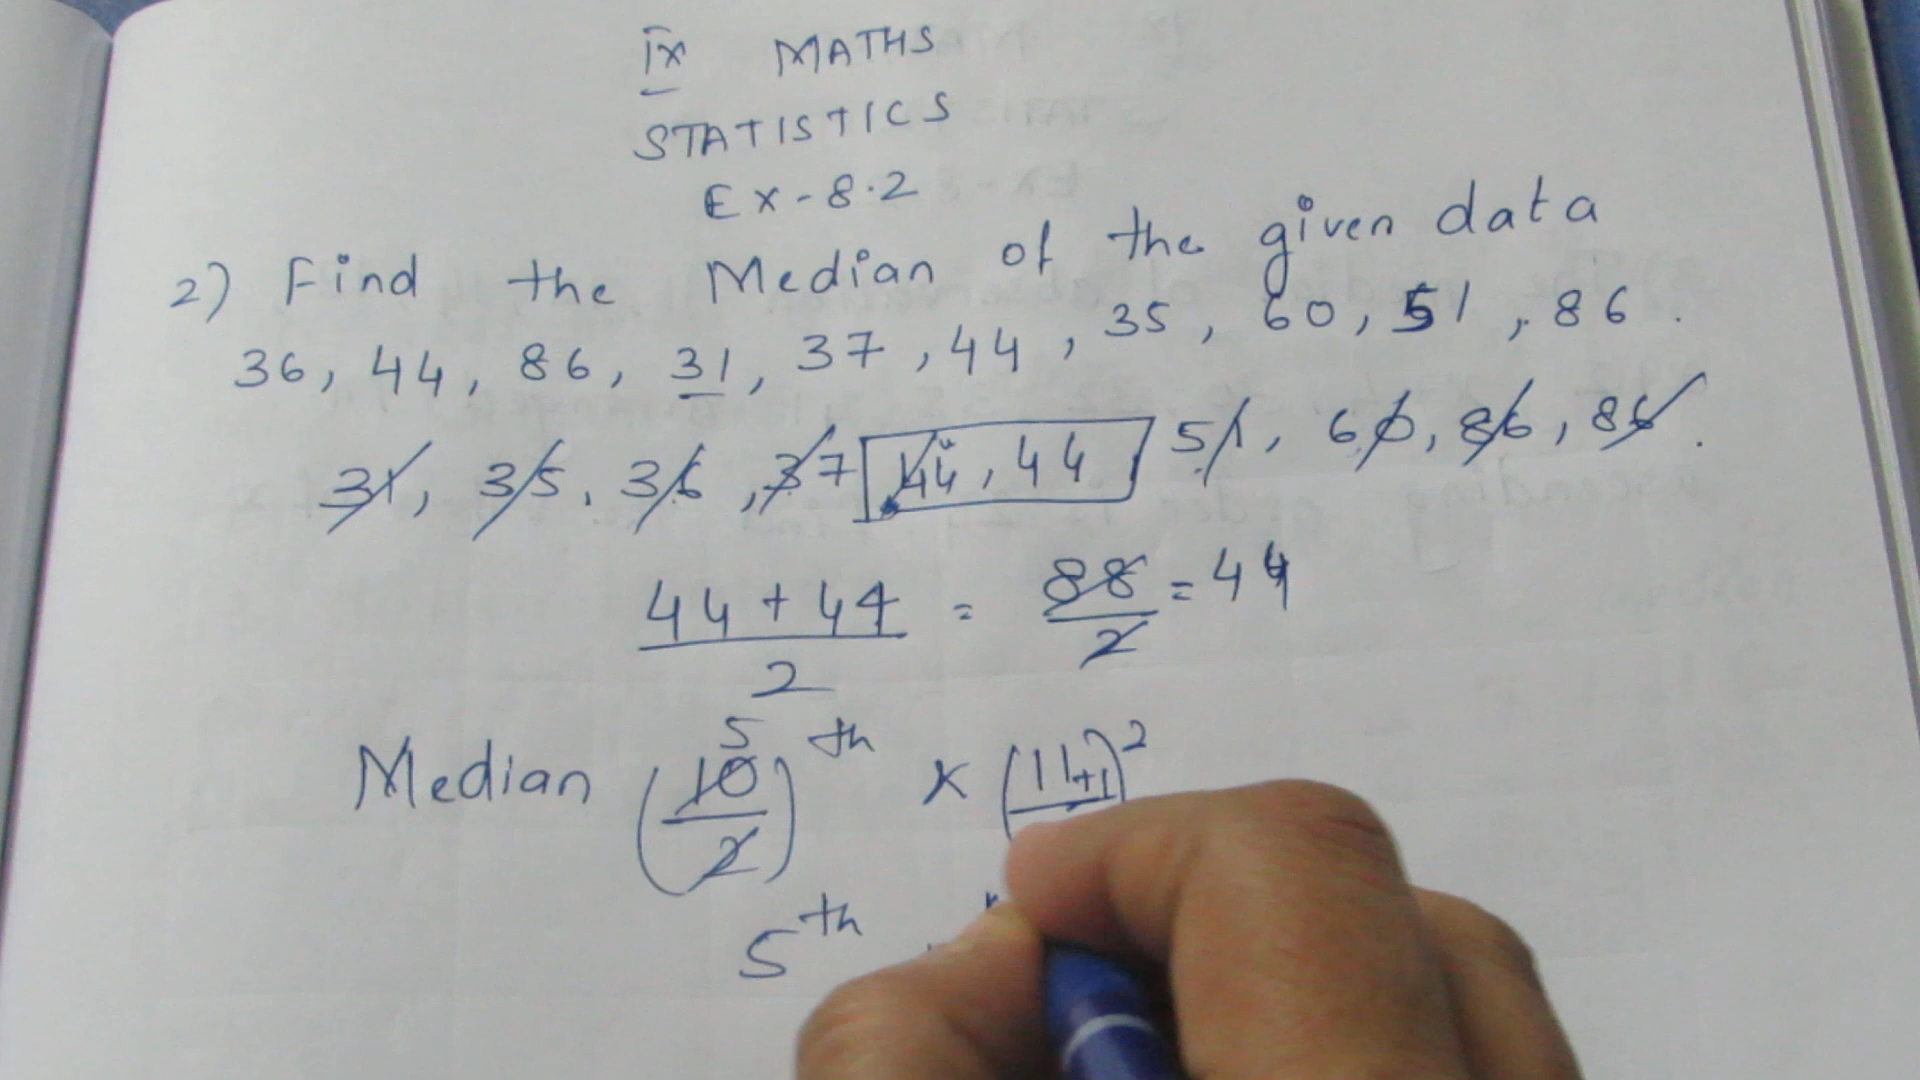 IX MATHS
STATISTICS
EX-8.2
2) Find the Median of the given data
36, 44, 86, 31, 37, 44, 35, 60, 51, 86.
31, 35, 36, 37 44, 44 51, 60, 86, 86.
44+44/2 = 88/2 = 44
Median (10/2)th 5 × (11+1
5th